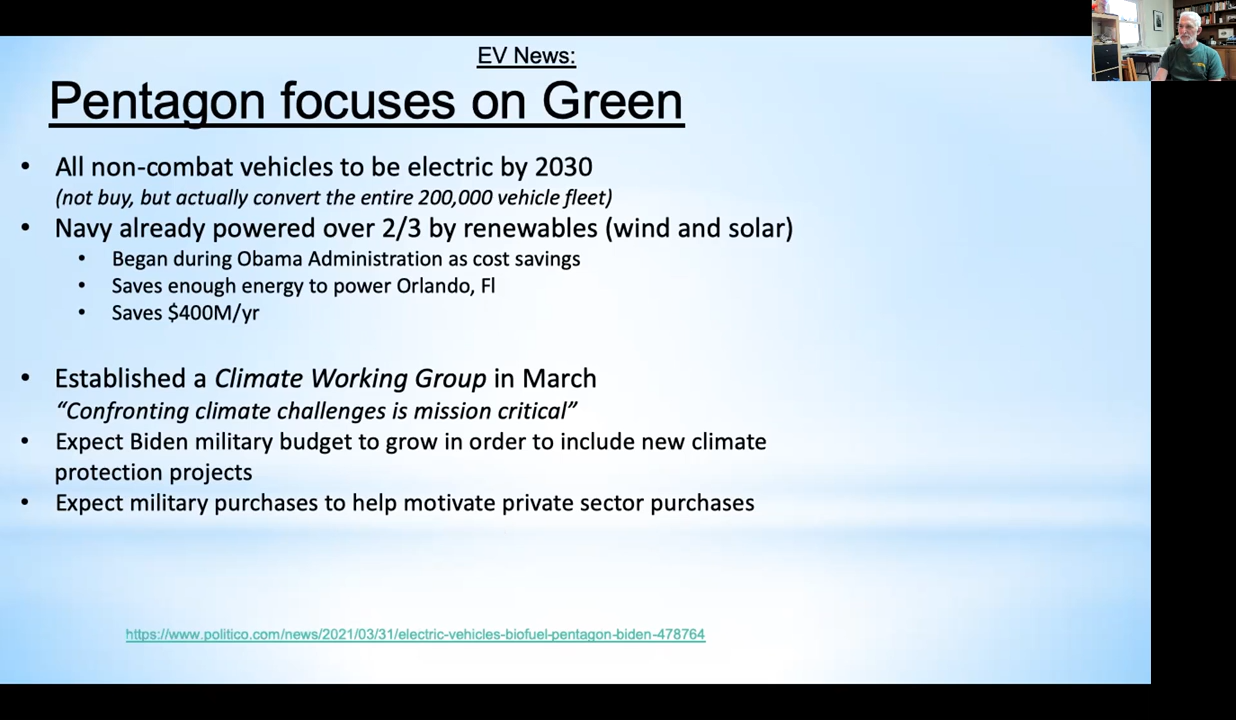 EV News:
Pentagon focuses on Green
• All non-combat vehicles to be electric by 2030
(not buy, but actually convert the entire 200,000 vehicle fleet)
• Navy already powered over 2/3 by renewables (wind and solar)
• Began during Obama Administration as cost savings
• Saves enough energy to power Orlando, Fl
• Saves $400M/yr
• Established a Climate Working Group in March
“Confronting climate challenges is mission critical”
• Expect Biden military budget to grow in order to include new climate
protection projects
• Expect military purchases to help motivate private sector purchases
https://www.politico.com/news/2021/03/31/electric-vehicles-biofuel-pentagon-biden-478764